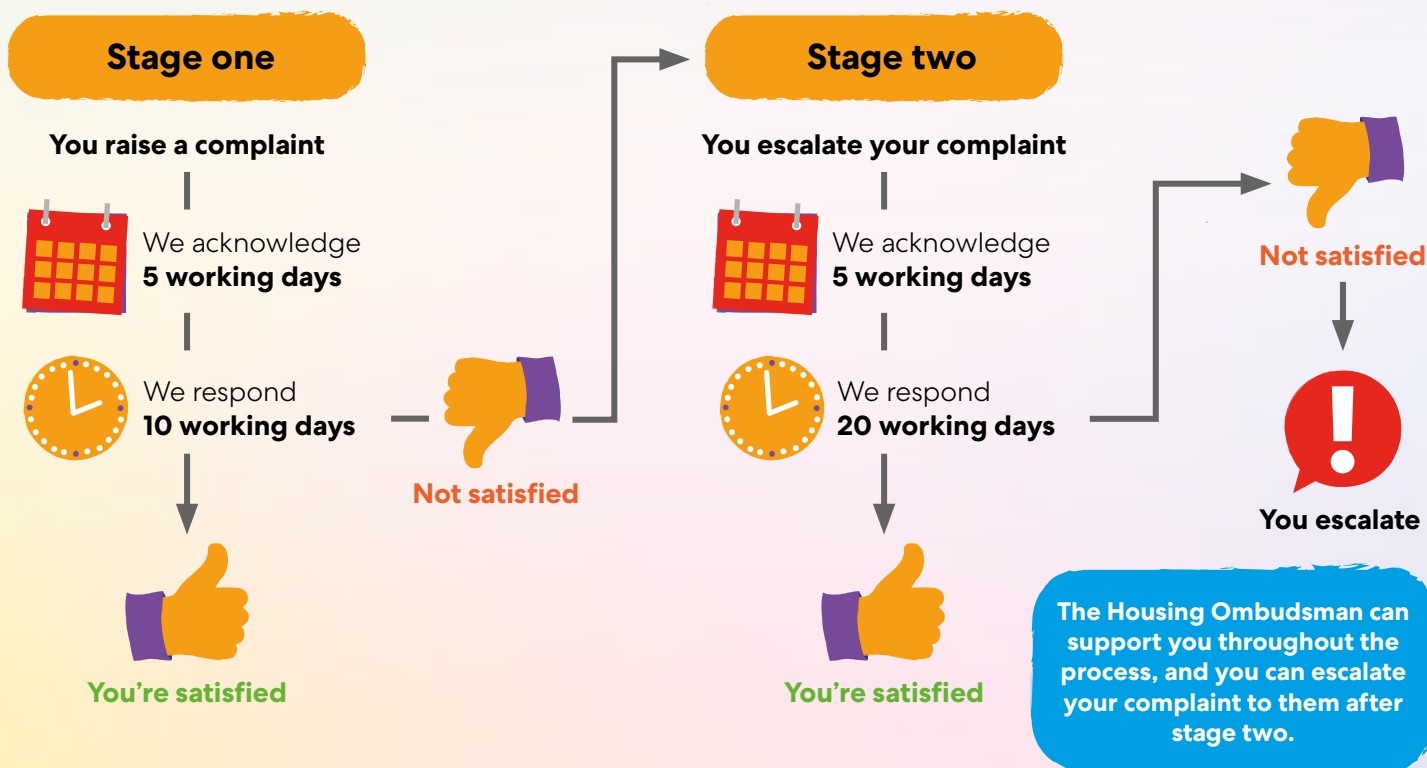 Stage one
You raise a complaint
We acknowledge
5 working days
We respond
10 working days
Not satisfied
You're satisfied
Stage two
You escalate your complaint
We acknowledge
5 working days
We respond
20 working days
You're satisfied
Not satisfied
You escalate
The Housing Ombudsman can
support you throughout the
process, and you can escalate
your complaint to them after
stage two.